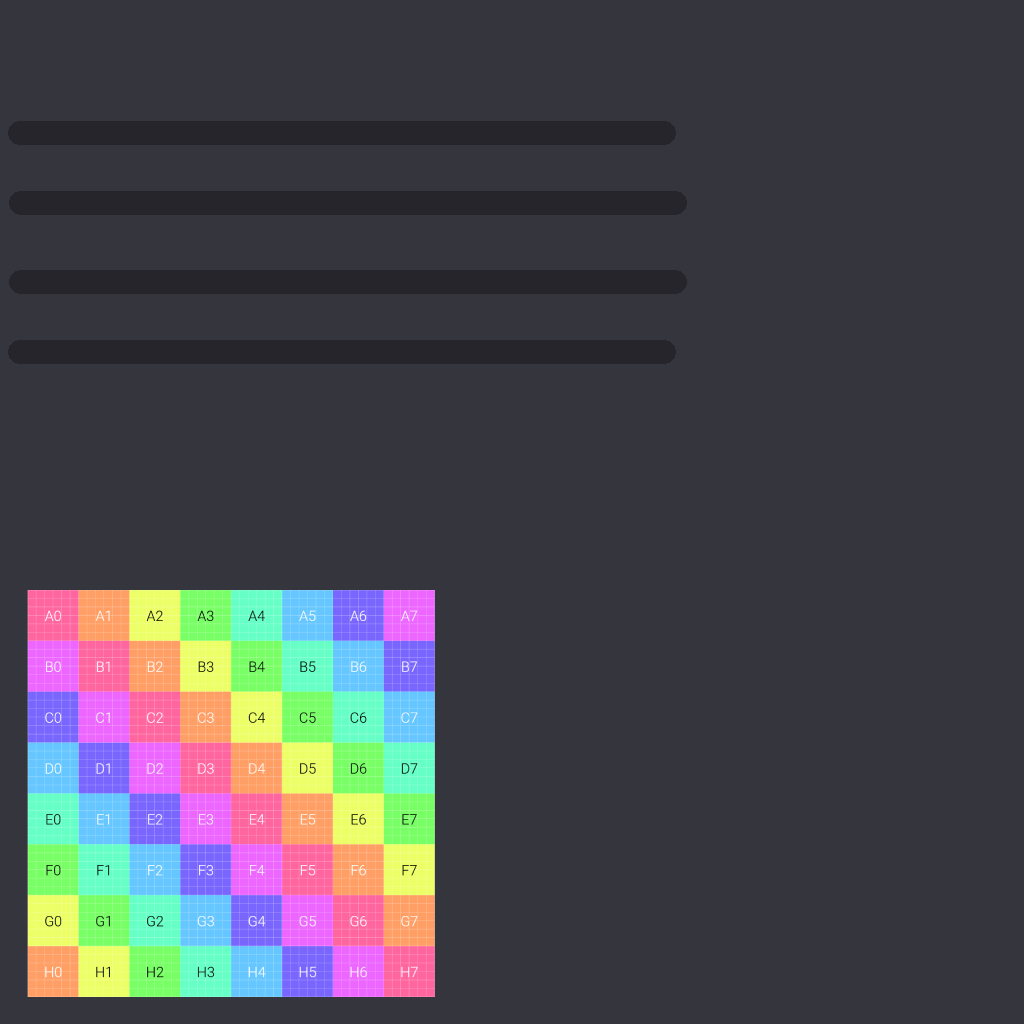 A0 A1 A2 A3 A4 A5 A6 A7
B0 B1 B2 B3 B4 B5 B6 B7
C0 C1 C2 C3 C4 C5 C6 C7
D0 D1 D2 D3 D4 D5 D6 D7
E0 E1 E2 E3 E4 E5 E6 E7
F0 F1 F2 F3 F4 F5 F6 F7
G0 G1 G2 G3 G4 G5 G6 G7
H0 H1 H2 H3 H4 H5 H6 H7